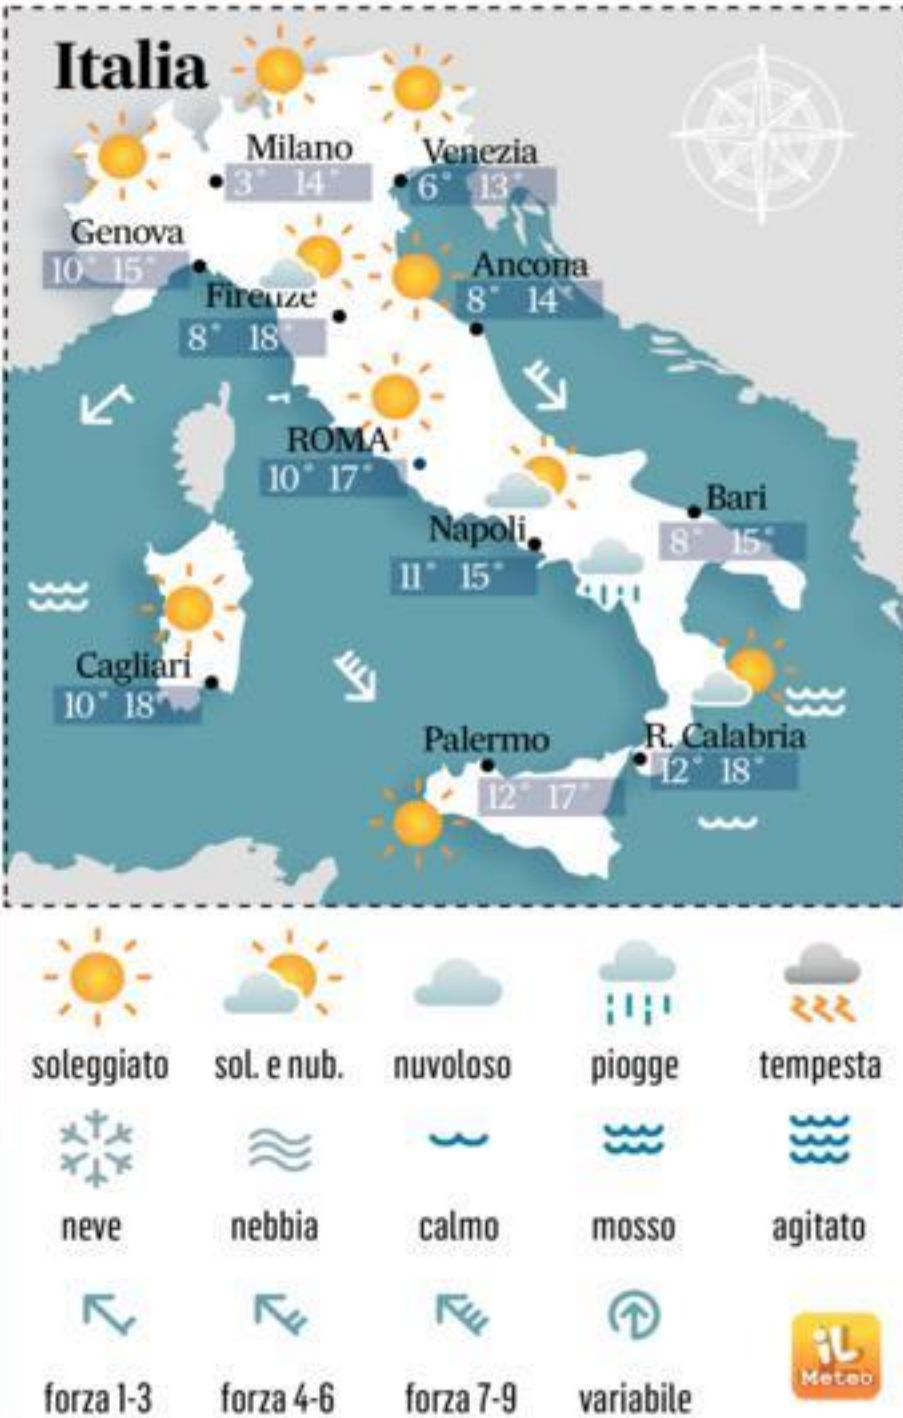 Italia
Milano
3° 14°
Venezia
6° 13°
Genova
10° 15°
Firenze
8° 18°
Ancona
8° 14°
ROMA
10° 17°
Napoli
11° 15°
Bari
8° 15°
Cagliari
10° 18°
Palermo
12° 17°
R. Calabria
12° 18°
soleggiato sol. e nub. nuvoloso piogge tempesta
neve nebbia calmo mosso agitato
forza 1-3 forza 4-6 forza 7-9 variabile
iL
Meteo